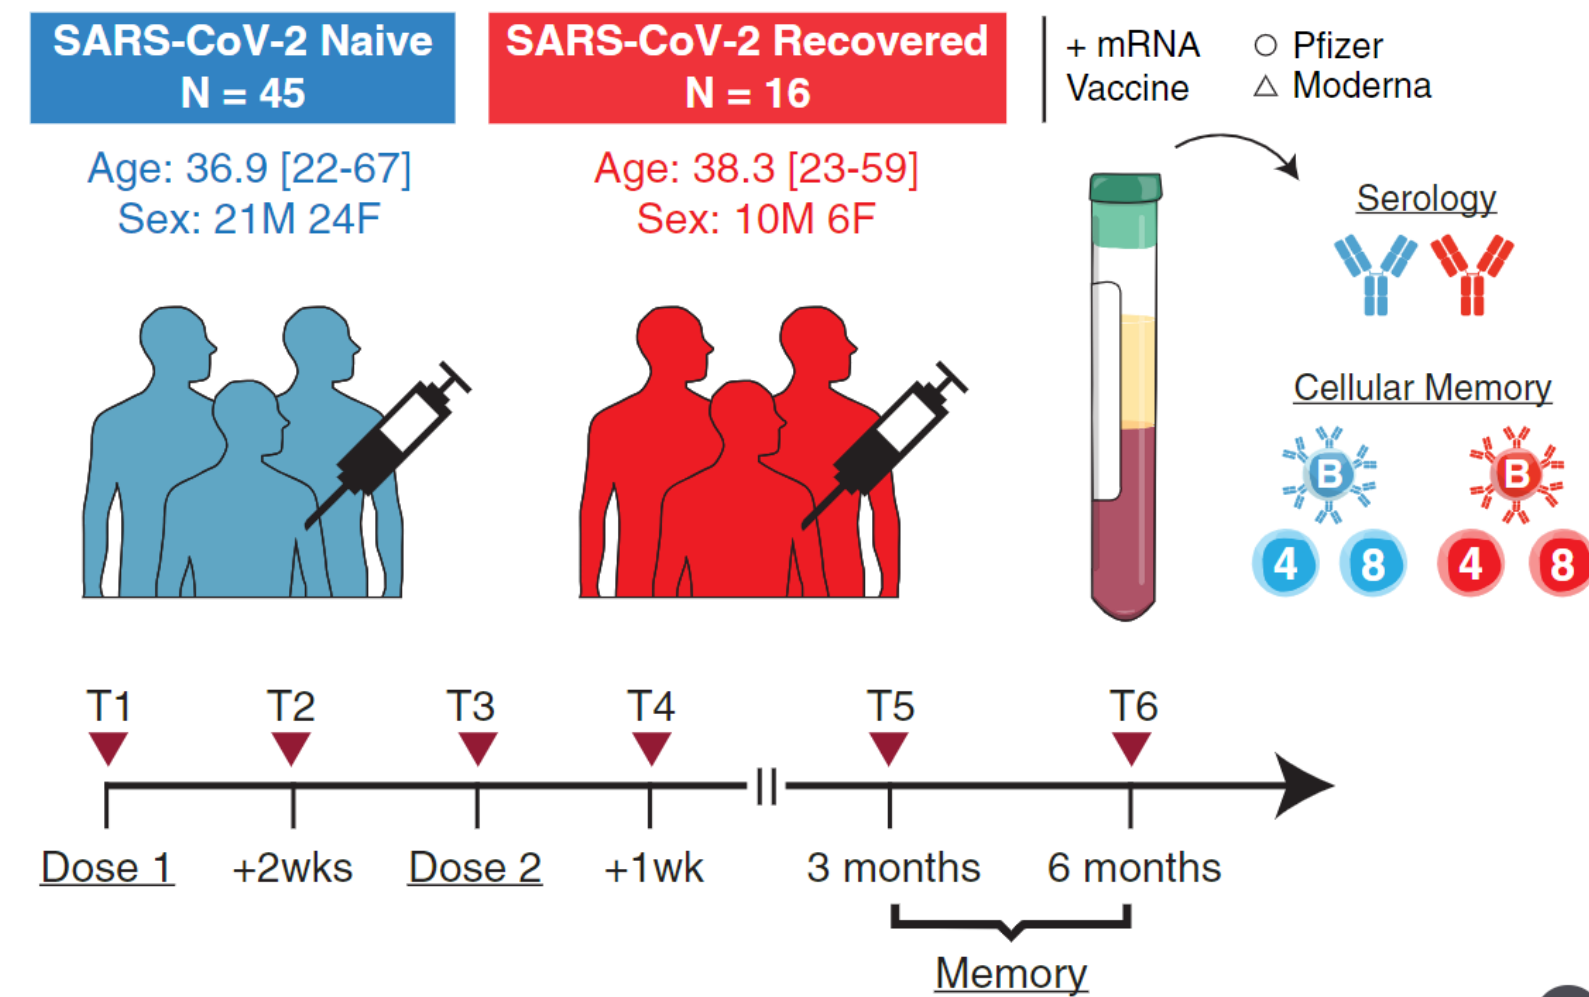 SARS-CoV-2 Naive
N = 45
SARS-CoV-2 Recovered
N = 16
+ mRNA
Vaccine
○ Pfizer
△ Moderna
Age: 36.9 [22-67]
Sex: 21M 24F
Age: 38.3 [23-59]
Sex: 10M 6F
Serology
Cellular Memory
B
B
4 8 4 8
T1 T2 T3 T4 T5 T6
Dose 1 +2wks Dose 2 +1wk 3 months 6 months
Memory